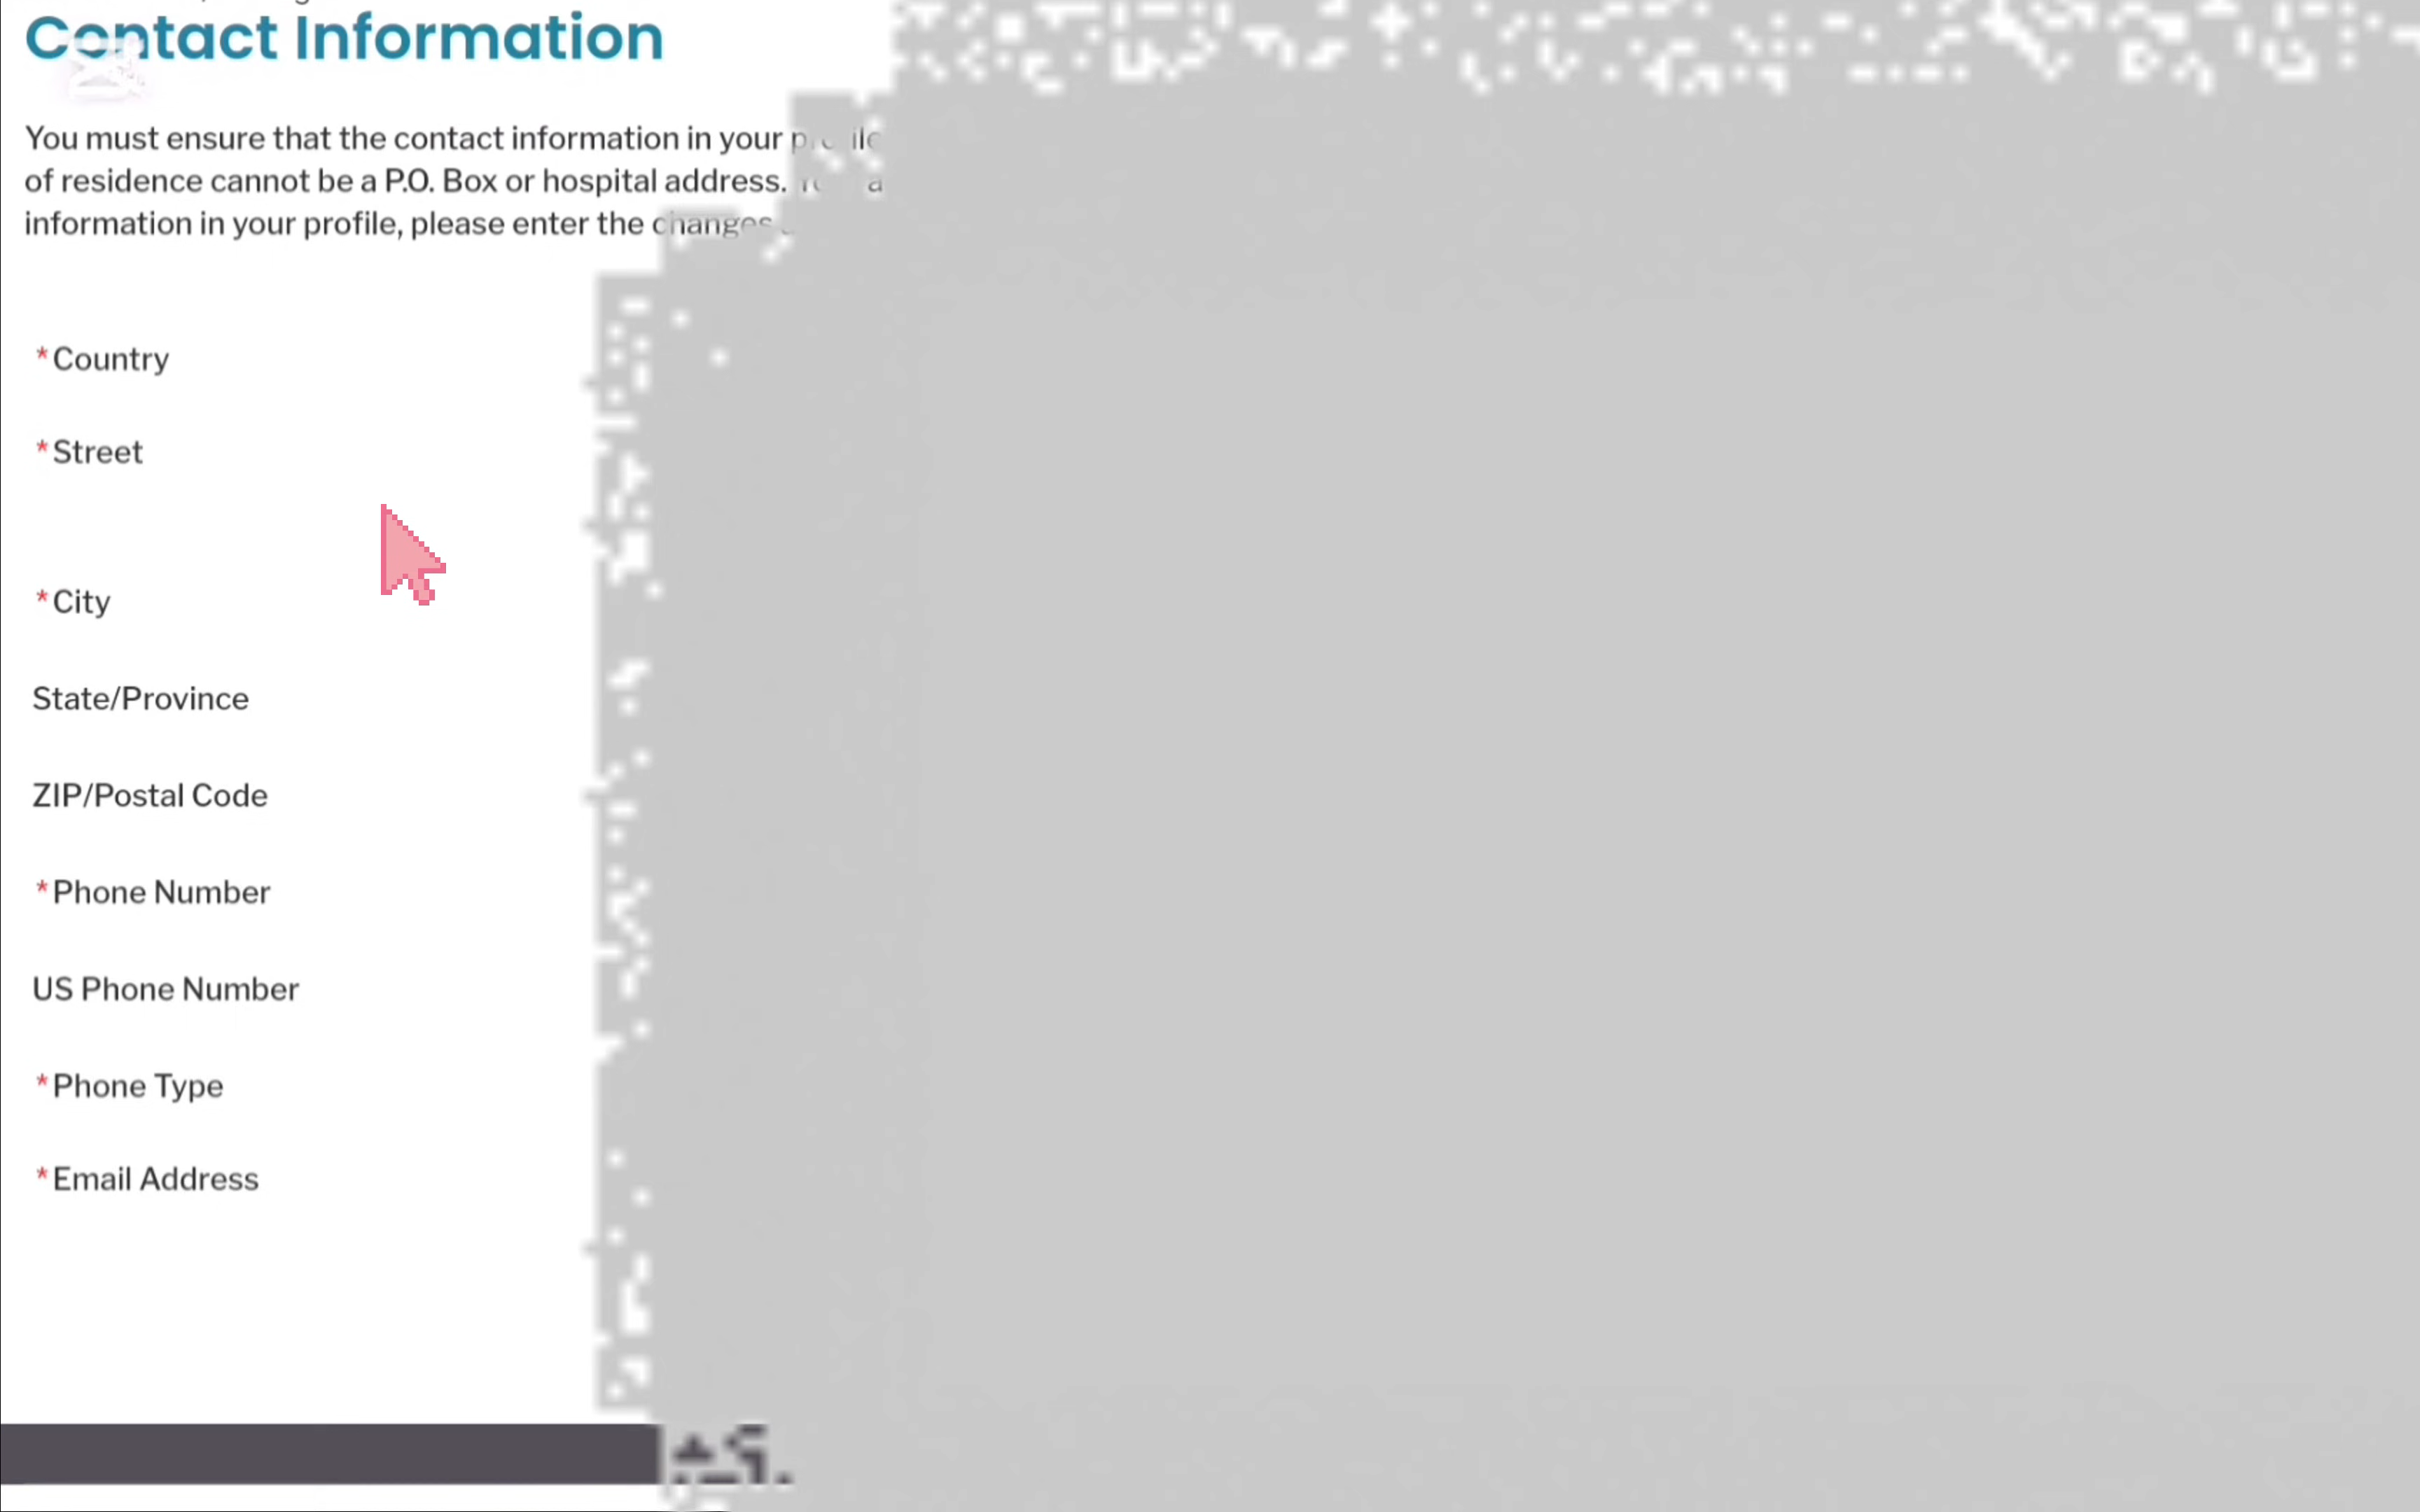 Contact Information
You must ensure that the contact information in your
of residence cannot be a P.O. Box or hospital address.
information in your profile, please enter the changes
*Country
*Street
*City
State/Province
ZIP/Postal Code
*Phone Number
US Phone Number
*Phone Type
*Email Address